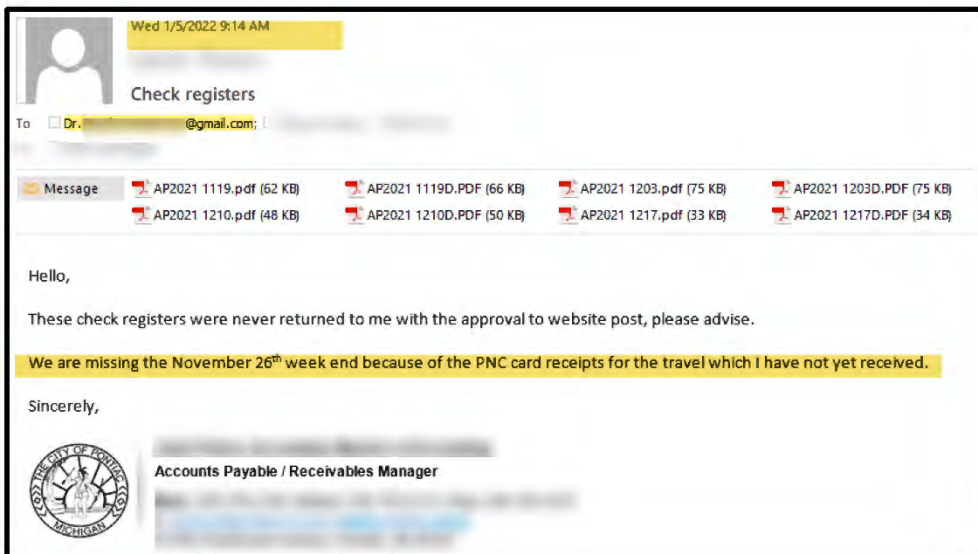 Wed 1/5/2022 9:14 AM
Check registers
To Dr. @gmail.com;
Message AP2021 1119.pdf (62 KB) AP2021 1119D.PDF (66 KB) AP2021 1203.pdf (75 KB) AP2021 1203D.PDF (75 KB)
AP2021 1210.pdf (48 KB) AP2021 1210D.PDF (50 KB) AP2021 1217.pdf (33 KB) AP2021 1217D.PDF (34 KB)
Hello,
These check registers were never returned to me with the approval to website post, please advise.
We are missing the November 26th week end because of the PNC card receipts for the travel which I have not yet received.
Sincerely,
THE CITY OF PONTIAC
MICHIGAN
Accounts Payable / Receivables Manager